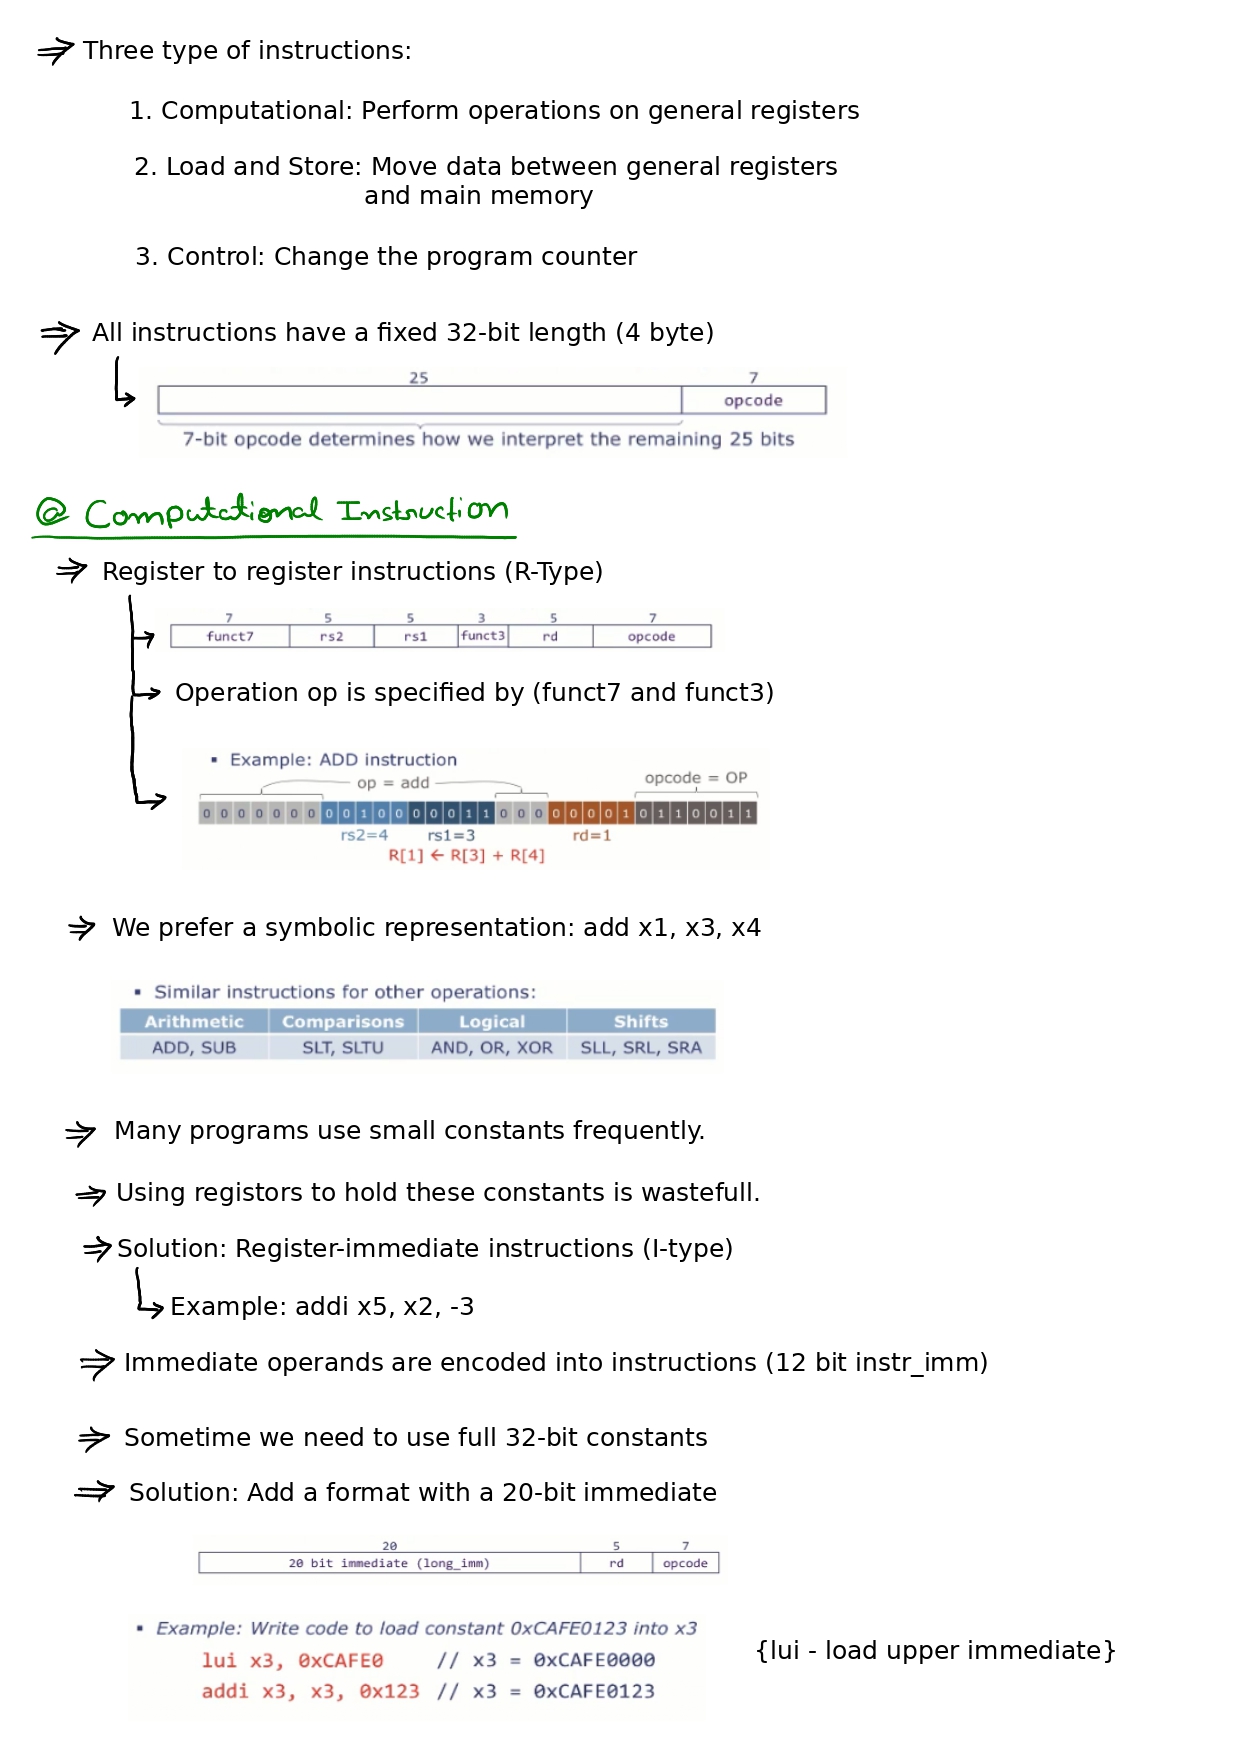 Three type of instructions:
1. Computational: Perform operations on general registers
2. Load and Store: Move data between general registers
and main memory
3. Control: Change the program counter
All instructions have a fixed 32-bit length (4 byte)
25 7
opcode
7-bit opcode determines how we interpret the remaining 25 bits
@ Computational Instruction
Register to register instructions (R-Type)
7 5 5 3 5 7
funct7 rs2 rs1 funct3 rd opcode
Operation op is specified by (funct7 and funct3)
▪ Example: ADD instruction
op = add opcode = OP
0 0 0 0 0 0 0 0 0 1 0 0 0 0 0 1 1 0 0 0 0 0 0 0 1 0 1 1 0 0 1 1
rs2=4 rs1=3 rd=1
R[1] ← R[3] + R[4]
We prefer a symbolic representation: add x1, x3, x4
▪ Similar instructions for other operations:
Arithmetic Comparisons Logical Shifts
ADD, SUB SLT, SLTU AND, OR, XOR SLL, SRL, SRA
Many programs use small constants frequently.
Using registors to hold these constants is wastefull.
Solution: Register-immediate instructions (I-type)
Example: addi x5, x2, -3
Immediate operands are encoded into instructions (12 bit instr_imm)
Sometime we need to use full 32-bit constants
Solution: Add a format with a 20-bit immediate
20 5 7
20 bit immediate (long_imm) rd opcode
▪ Example: Write code to load constant 0xCAFE0123 into x3
lui x3, 0xCAFE0 // x3 = 0xCAFE0000
addi x3, x3, 0x123 // x3 = 0xCAFE0123
{lui - load upper immediate}